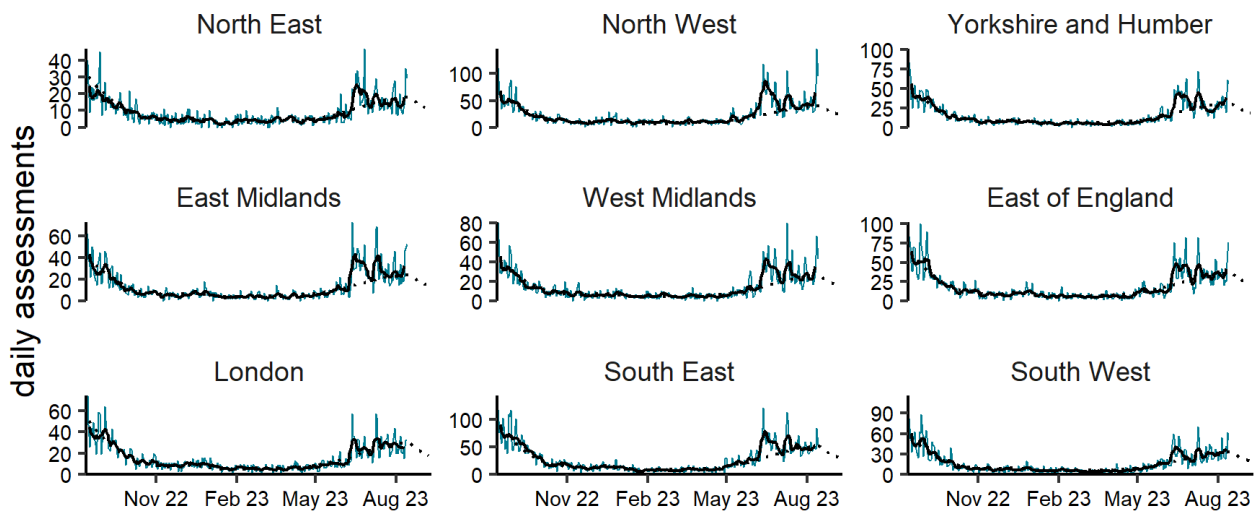 North East
North West
Yorkshire and Humber
40
30
20
10
0
100
50
0
100
75
50
25
0
daily assessments
East Midlands
West Midlands
East of England
60
40
20
0
80
60
40
20
0
100
75
50
25
0
London
South East
South West
60
40
20
0
100
50
0
90
60
30
0
Nov 22 Feb 23 May 23 Aug 23
Nov 22 Feb 23 May 23 Aug 23
Nov 22 Feb 23 May 23 Aug 23